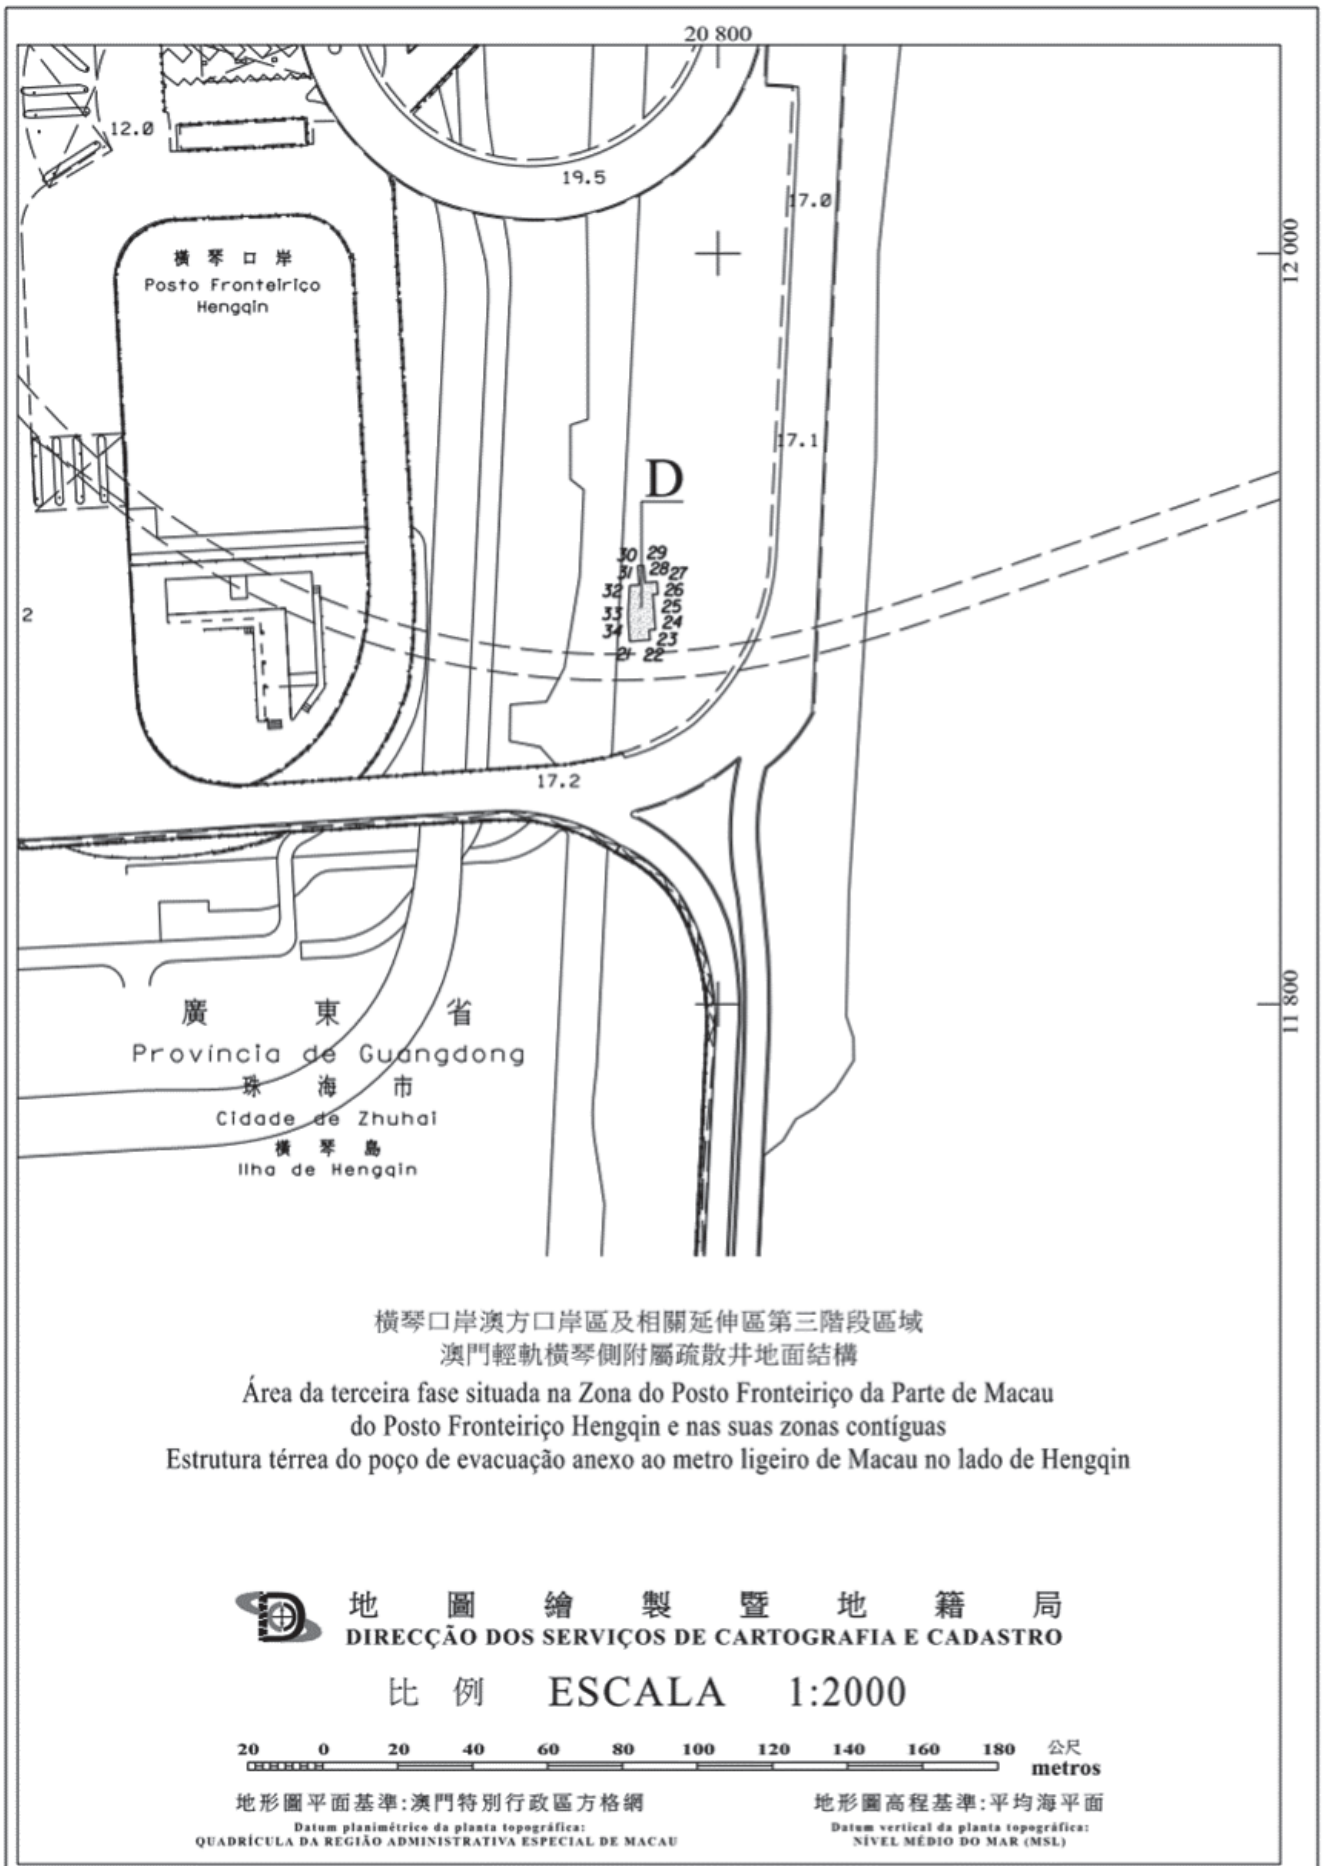 20 800
12.0
19.5
17.0
12 000
橫琴口岸
Posto Fronteiriço
Hengqin
17.1
D
30 29
31 28 27
32 26
33 25
34 24
23
21 22
2
17.2
11 800
廣東省
Província de Guangdong
珠海市
Cidade de Zhuhai
橫琴島
Ilha de Hengqin
橫琴口岸澳方口岸區及相關延伸區第三階段區域
澳門輕軌橫琴側附屬疏散井地面結構
Área da terceira fase situada na Zona do Posto Fronteiriço da Parte de Macau
do Posto Fronteiriço Hengqin e nas suas zonas contíguas
Estrutura térrea do poço de evacuação anexo ao metro ligeiro de Macau no lado de Hengqin
地圖繪製暨地籍局
DIRECÇÃO DOS SERVIÇOS DE CARTOGRAFIA E CADASTRO
比例 ESCALA 1:2000
20 0 20 40 60 80 100 120 140 160 180 公尺
metros
地形圖平面基準:澳門特別行政區方格網
Datum planimétrico da planta topográfica:
QUADRÍCULA DA REGIÃO ADMINISTRATIVA ESPECIAL DE MACAU
地形圖高程基準:平均海平面
Datum vertical da planta topográfica:
NÍVEL MÉDIO DO MAR (MSL)